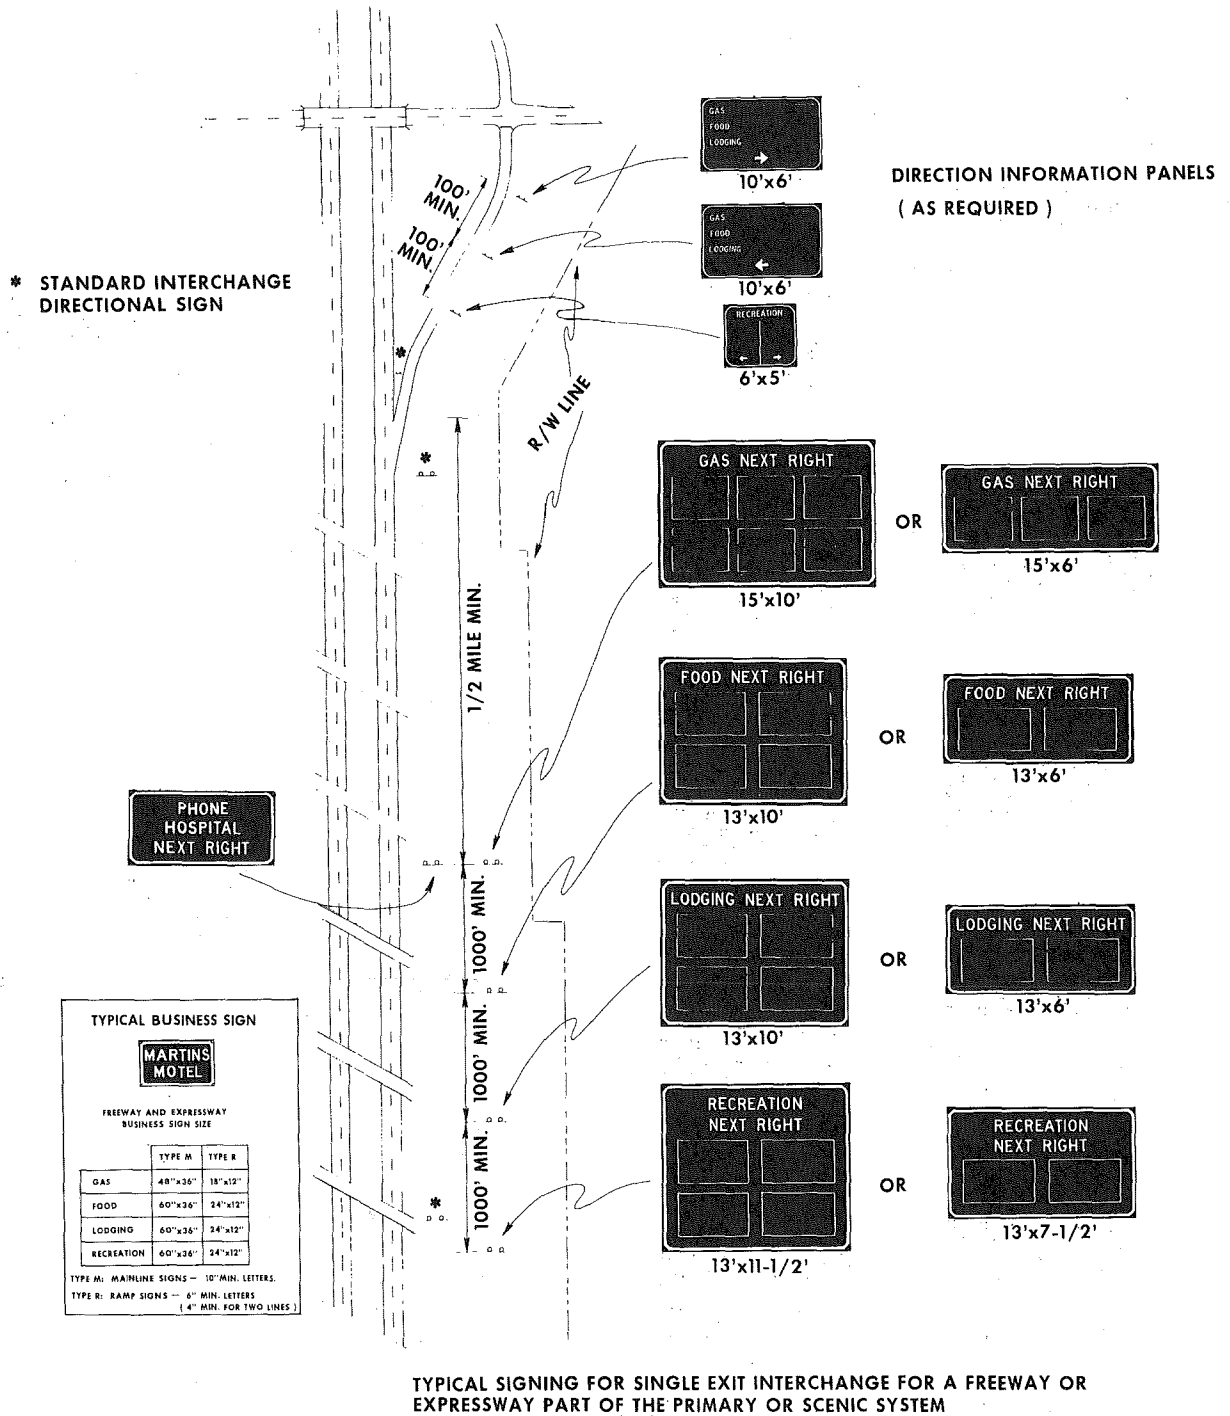 GAS
FOOD
LODGING
10'x6'
DIRECTION INFORMATION PANELS
( AS REQUIRED )
GAS
FOOD
LODGING
10'x6'
100'
MIN.
100'
MIN.
* STANDARD INTERCHANGE
DIRECTIONAL SIGN
RECREATION
6'x5'
*
R/W LINE
*
1/2 MILE MIN.
GAS NEXT RIGHT
15'x10'
OR
GAS NEXT RIGHT
15'x6'
FOOD NEXT RIGHT
13'x10'
OR
FOOD NEXT RIGHT
13'x6'
PHONE
HOSPITAL
NEXT RIGHT
1000' MIN.
LODGING NEXT RIGHT
13'x10'
OR
LODGING NEXT RIGHT
13'x6'
1000' MIN.
RECREATION
NEXT RIGHT
13'x11-1/2'
OR
RECREATION
NEXT RIGHT
13'x7-1/2'
1000' MIN.
*
TYPICAL BUSINESS SIGN
MARTINS
MOTEL
FREEWAY AND EXPRESSWAY
BUSINESS SIGN SIZE
TYPE M TYPE R
GAS 48"x36" 18"x12"
FOOD 60"x36" 24"x12"
LODGING 60"x36" 24"x12"
RECREATION 60"x36" 24"x12"
TYPE M: MAINLINE SIGNS — 10" MIN. LETTERS.
TYPE R: RAMP SIGNS — 6" MIN. LETTERS
( 4" MIN. FOR TWO LINES )
TYPICAL SIGNING FOR SINGLE EXIT INTERCHANGE FOR A FREEWAY OR
EXPRESSWAY PART OF THE PRIMARY OR SCENIC SYSTEM